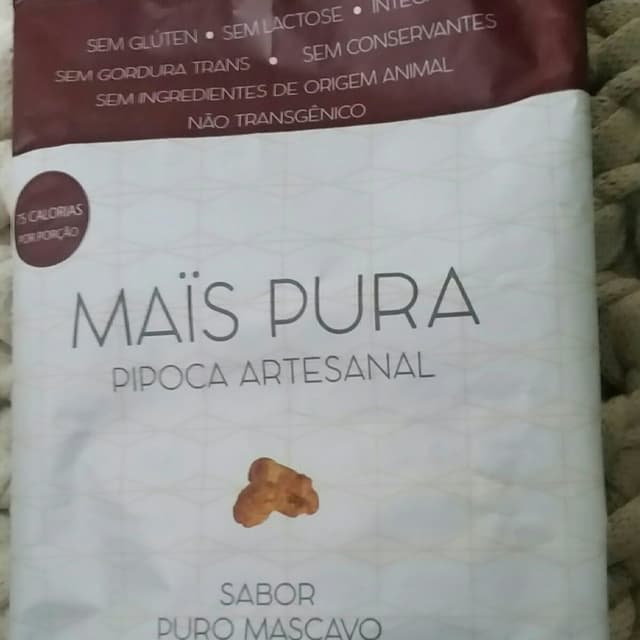 SEM GLÚTEN • SEM LACTOSE •
SEM GORDURA TRANS • SEM CONSERVANTES
SEM INGREDIENTES DE ORIGEM ANIMAL
NÃO TRANSGÊNICO
75 CALORIAS
POR PORÇÃO
MAÏS PURA
PIPOCA ARTESANAL
SABOR
PURO MASCAVO